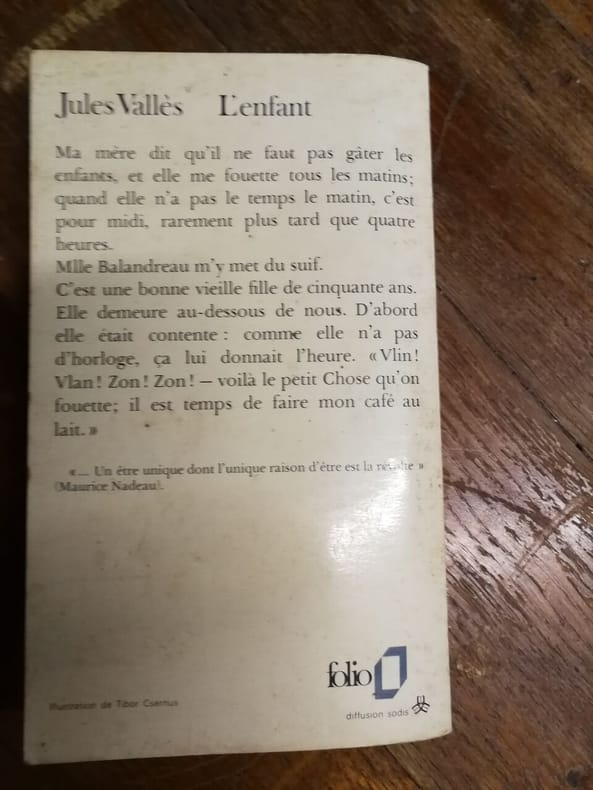 Jules Vallès L'enfant
Ma mère dit qu'il ne faut pas gâter les
enfants, et elle me fouette tous les matins;
quand elle n'a pas le temps le matin, c'est
pour midi, rarement plus tard que quatre
heures.
Mlle Balandreau m'y met du suif.
C'est une bonne vieille fille de cinquante ans.
Elle demeure au-dessous de nous. D'abord
elle était contente : comme elle n'a pas
d'horloge, ça lui donnait l'heure. « Vlin!
Vlan! Zon! Zon! — voilà le petit Chose qu'on
fouette; il est temps de faire mon café au
lait. »
«... Un être unique dont l'unique raison d'être est la révolte »
(Maurice Nadeau).
folio
Illustration de Tibor Csernus
diffusion sodis